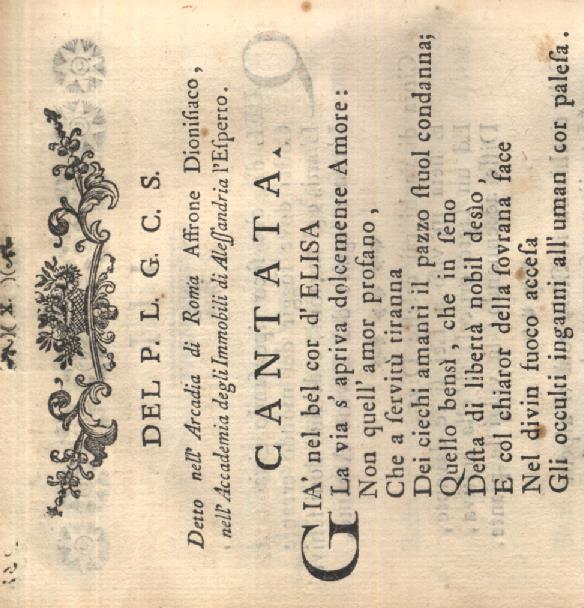 )( X. )(
DEL P. L. G. C. S.
Detto nell' Arcadia di Roma Affrone Dionisiaco,
nell' Accademia degli Immobili di Alessandria l'Esperto.
CANTATA.
GIA' nel bel cor d'ELISA
La via s' apriva dolcemente Amore:
Non quell' amor profano,
Che a ſervitù tiranna
Dei ciechi amanti il pazzo ſtuol condanna;
Quello bensì, che in ſeno
Deſta di libertà nobil desìo,
E col chiaror della ſovrana face
Nel divin fuoco acceſa
Gli occulti inganni all' uman cor paleſa.